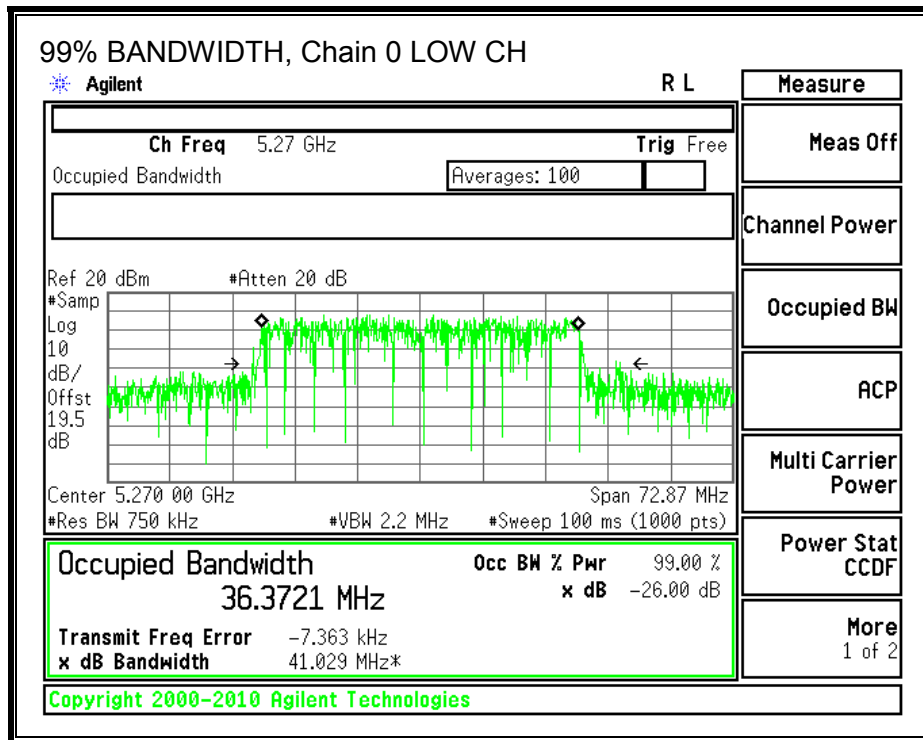 99% BANDWIDTH, Chain 0 LOW CH
Agilent
R L
Measure
Ch Freq 5.27 GHz
Trig Free
Meas Off
Occupied Bandwidth
Averages: 100
Channel Power
Ref 20 dBm
#Atten 20 dB
#Samp
Log
10
dB/
Offst
19.5
dB
Occupied BW
ACP
Multi Carrier
Power
Center 5.270 00 GHz
Span 72.87 MHz
#Res BW 750 kHz
#VBW 2.2 MHz
#Sweep 100 ms (1000 pts)
Power Stat
CCDF
Occupied Bandwidth
36.3721 MHz
Occ BW % Pwr 99.00 %
x dB -26.00 dB
Transmit Freq Error -7.363 kHz
x dB Bandwidth 41.029 MHz*
More
1 of 2
Copyright 2000-2010 Agilent Technologies